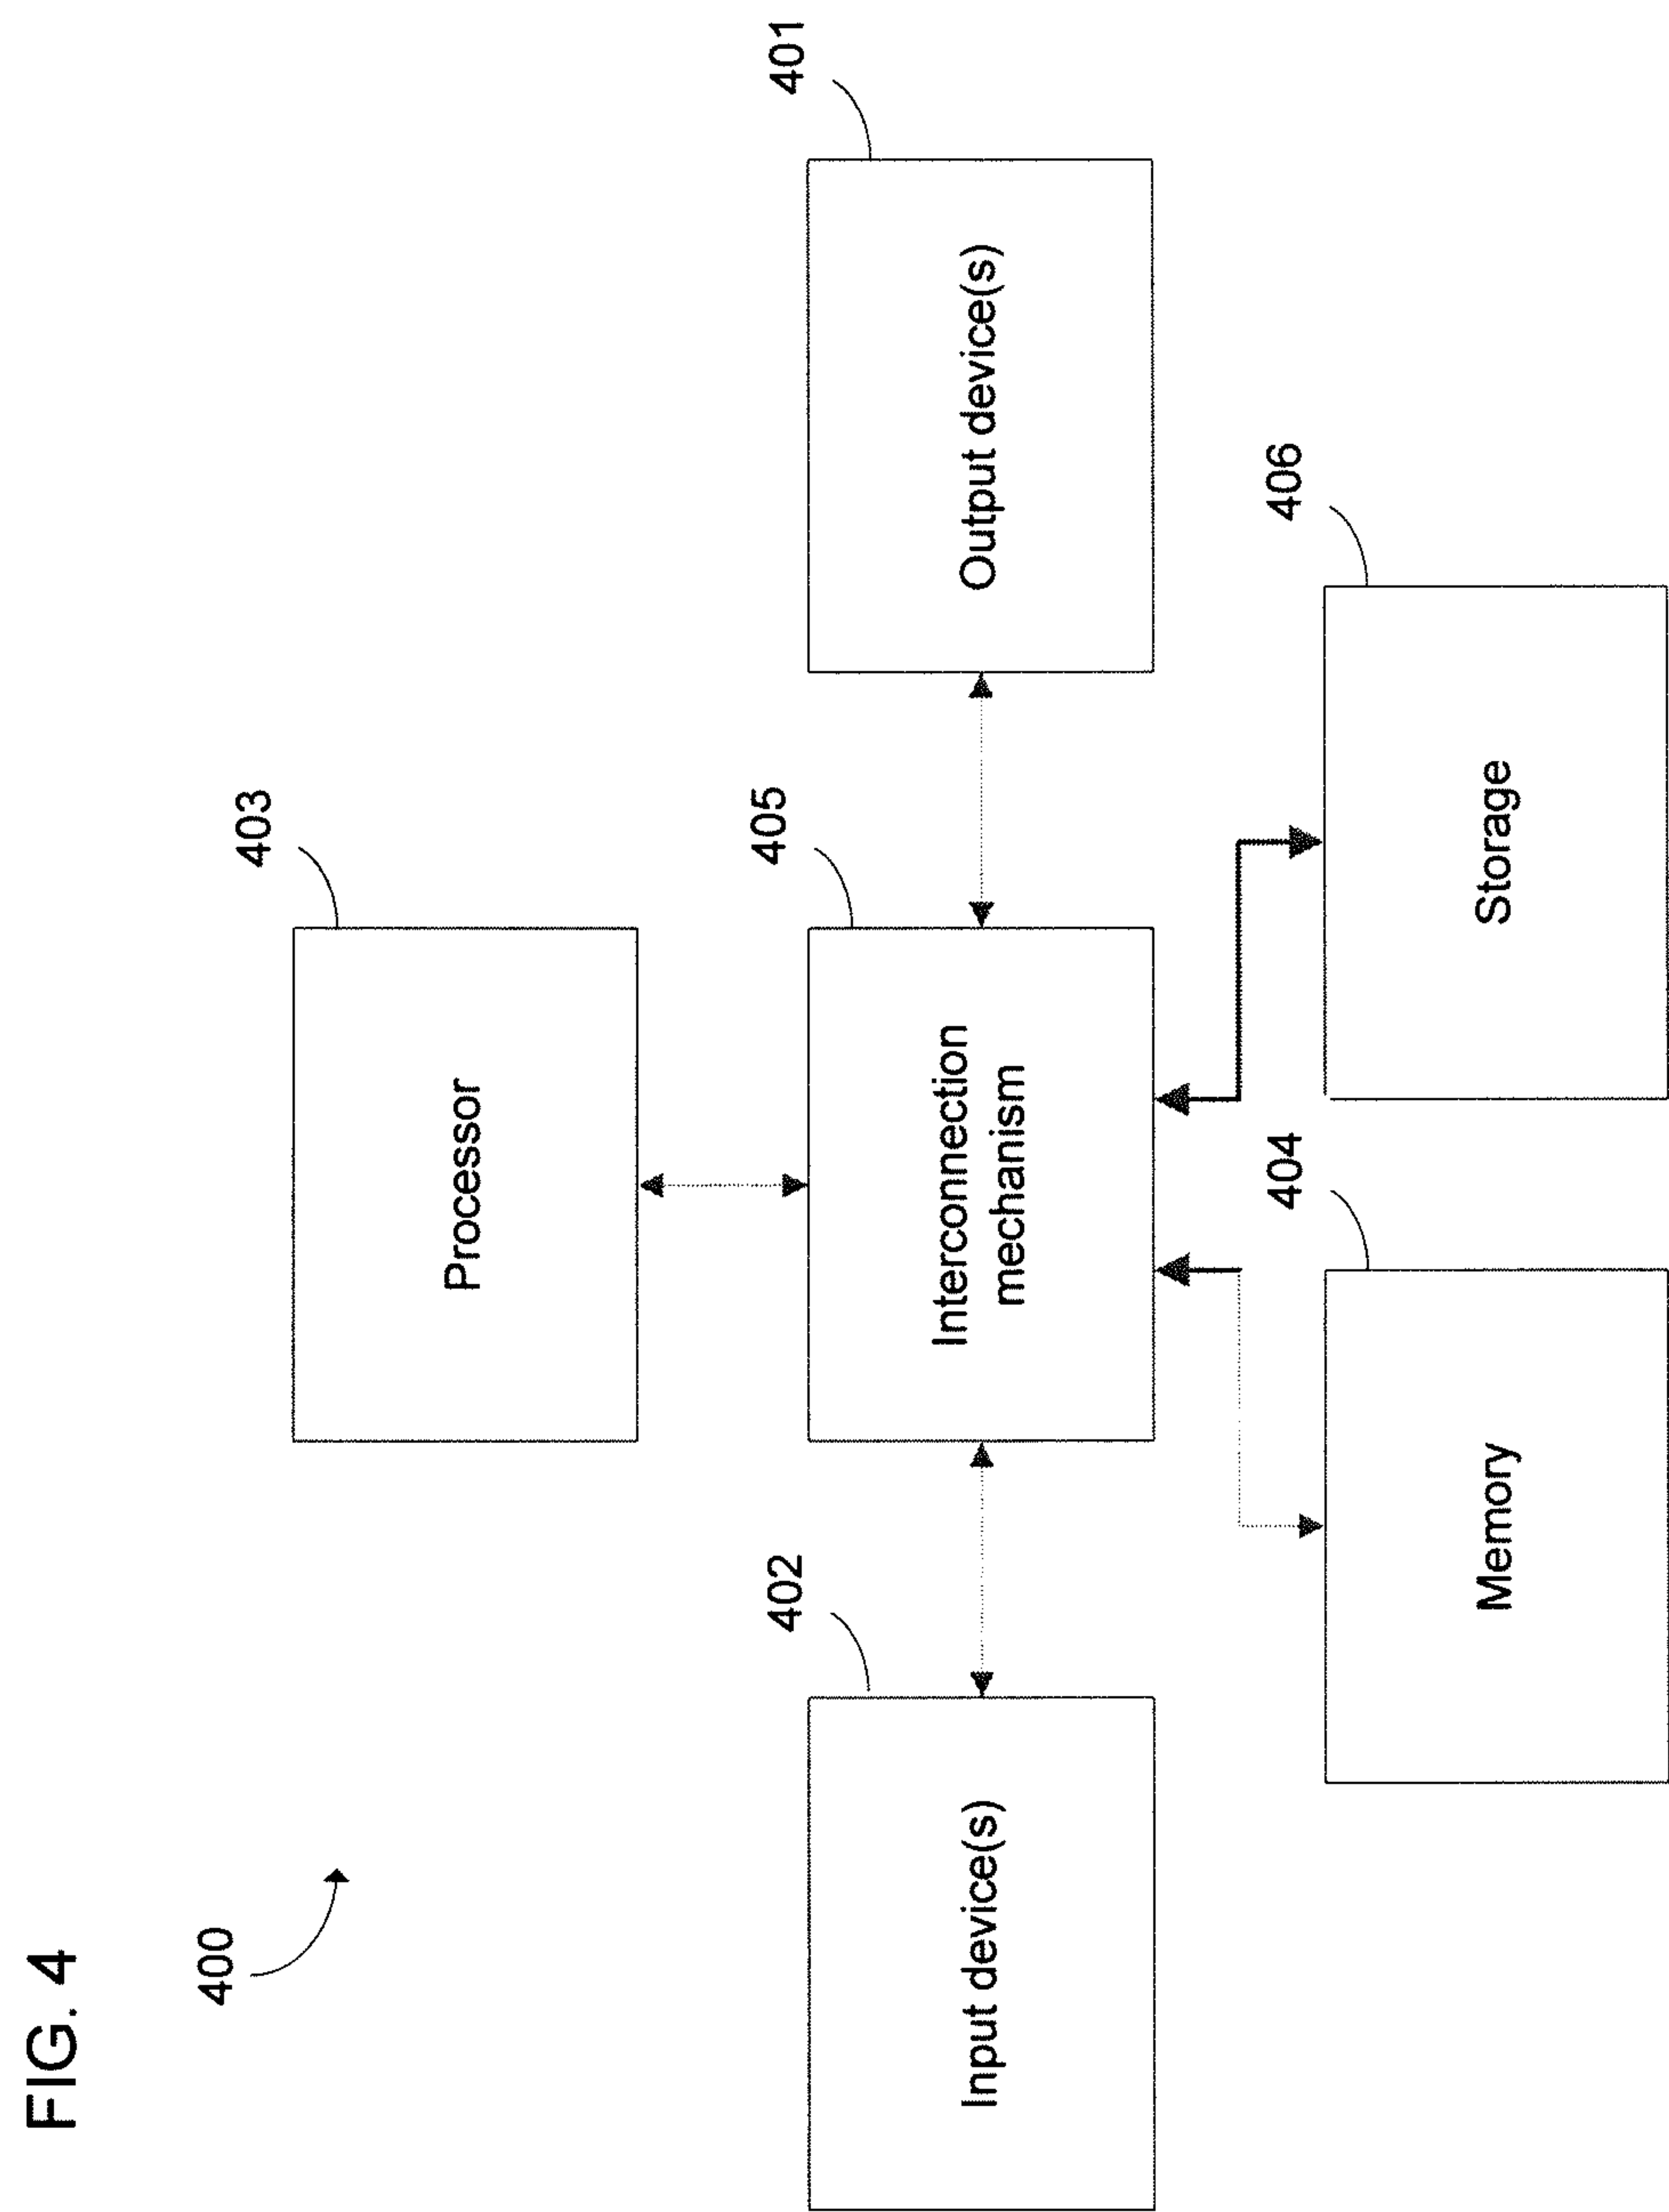 FIG. 4
400
403
Processor
402
405
401
Input device(s)
Interconnection
mechanism
Output device(s)
404
406
Memory
Storage